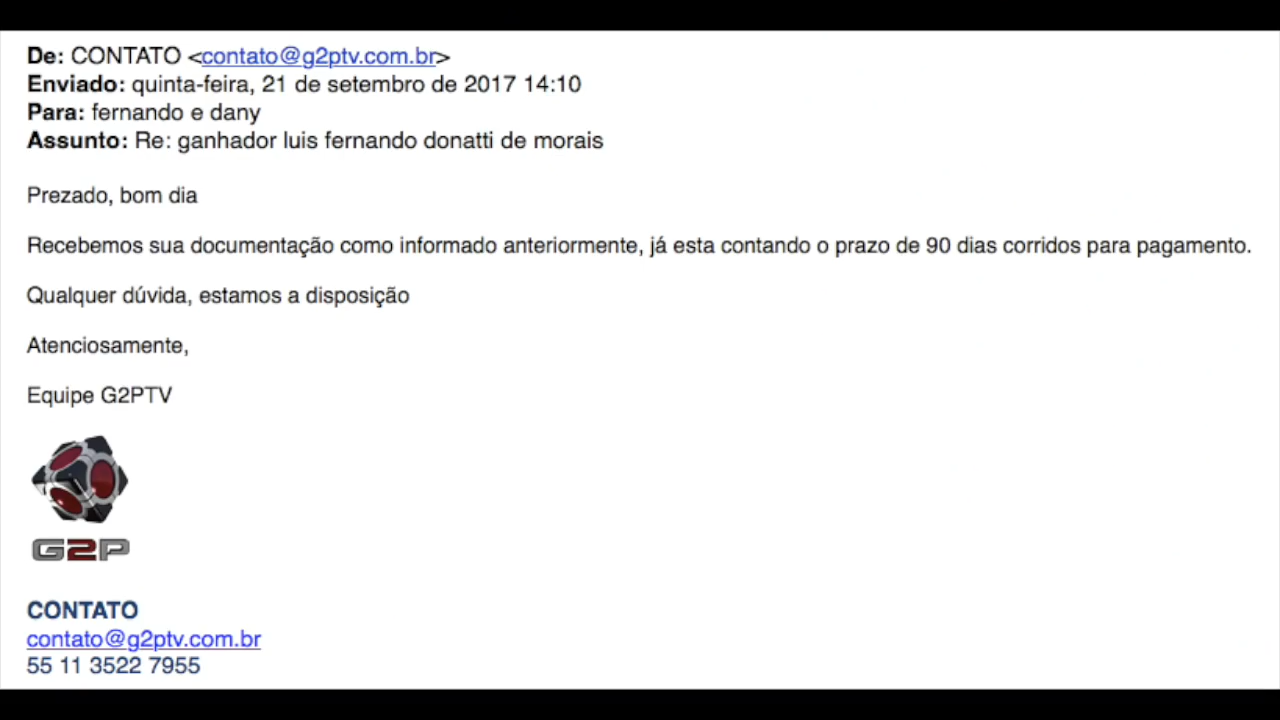 De: CONTATO <contato@g2ptv.com.br>
Enviado: quinta-feira, 21 de setembro de 2017 14:10
Para: fernando e dany
Assunto: Re: ganhador luis fernando donatti de morais
Prezado, bom dia
Recebemos sua documentação como informado anteriormente, já esta contando o prazo de 90 dias corridos para pagamento.
Qualquer dúvida, estamos a disposição
Atenciosamente,
Equipe G2PTV
G2P
CONTATO
contato@g2ptv.com.br
55 11 3522 7955